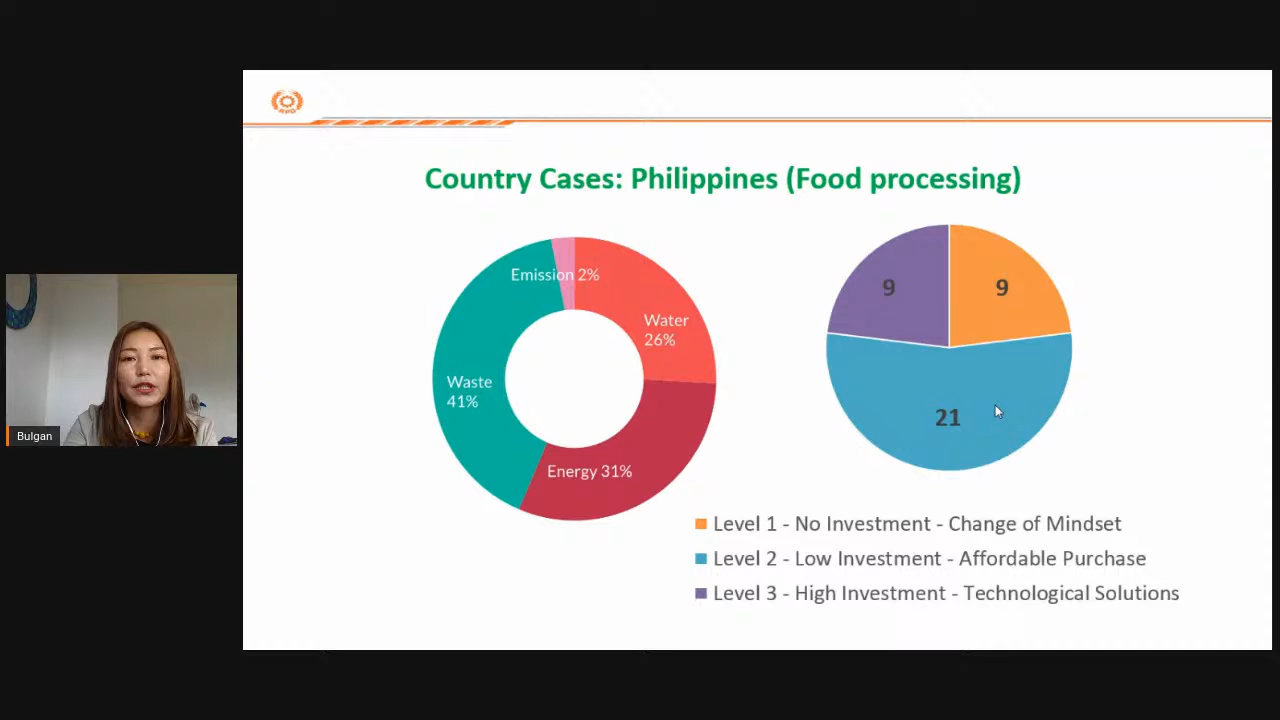 Country Cases: Philippines (Food processing)
Emission 2%
Water
26%
Waste
41%
Energy 31%
9
9
21
Level 1 - No Investment - Change of Mindset
Level 2 - Low Investment - Affordable Purchase
Level 3 - High Investment - Technological Solutions
Bulgan